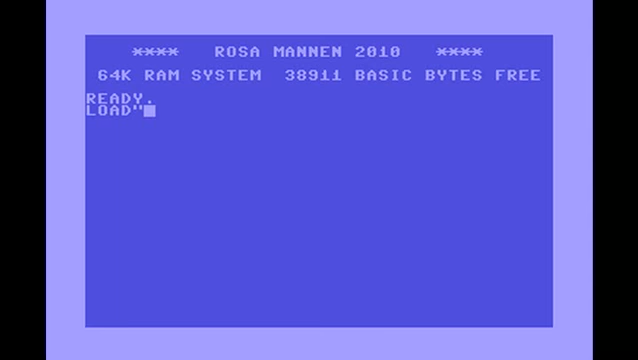 **** ROSA MANNEN 2010 ****
64K RAM SYSTEM 38911 BASIC BYTES FREE
READY.
LOAD"